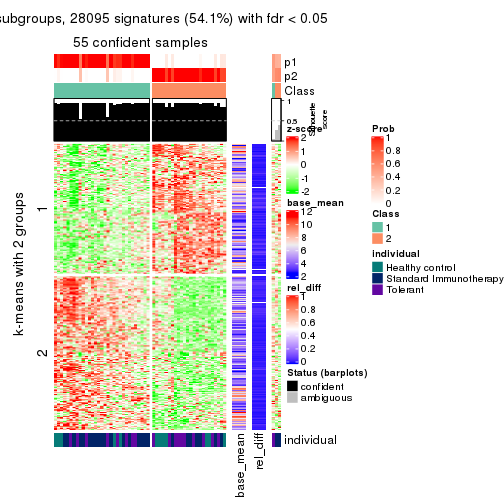 subgroups, 28095 signatures (54.1%) with fdr < 0.05
55 confident samples
p1
p2
Class
1
0.5
0
Silhouette
score
k-means with 2 groups
1
2
individual
base_mean
rel_diff
z-score
2
1
0
-1
-2
base_mean
12
10
8
6
4
2
rel_diff
1
0.8
0.6
0.4
0.2
0
Status (barplots)
confident
ambiguous
Prob
1
0.8
0.6
0.4
0.2
0
Class
1
2
individual
Healthy control
Standard Immunotherapy
Tolerant